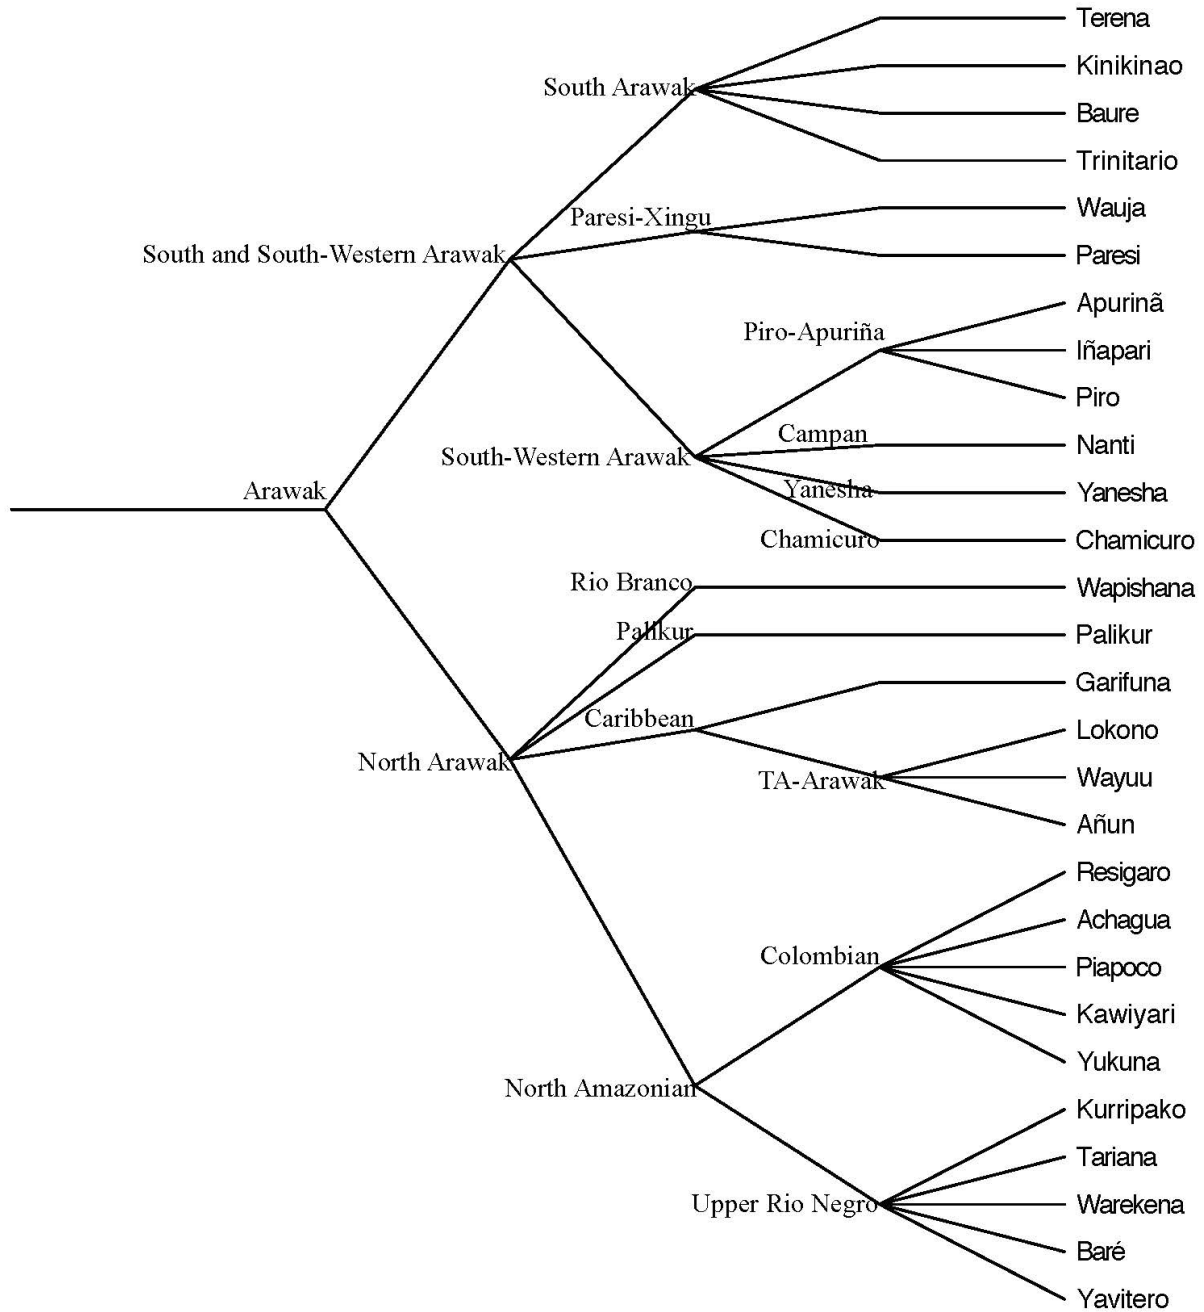 Terena
South Arawak
Kinikinao
Baure
Trinitario
Paresi-Xingu
Wauja
South and South-Western Arawak
Paresi
Apurinã
Piro-Apuriña
Iñapari
Piro
Campan
Nanti
South-Western Arawak
Arawak
Yanesha
Yanesha
Chamicuro
Chamicuro
Rio Branco
Wapishana
Palikur
Palikur
Garifuna
Caribbean
Lokono
North Arawak
TA-Arawak
Wayuu
Añun
Resigaro
Achagua
Colombian
Piapoco
Kawiyari
Yukuna
North Amazonian
Kurripako
Tariana
Upper Rio Negro
Warekena
Baré
Yavitero